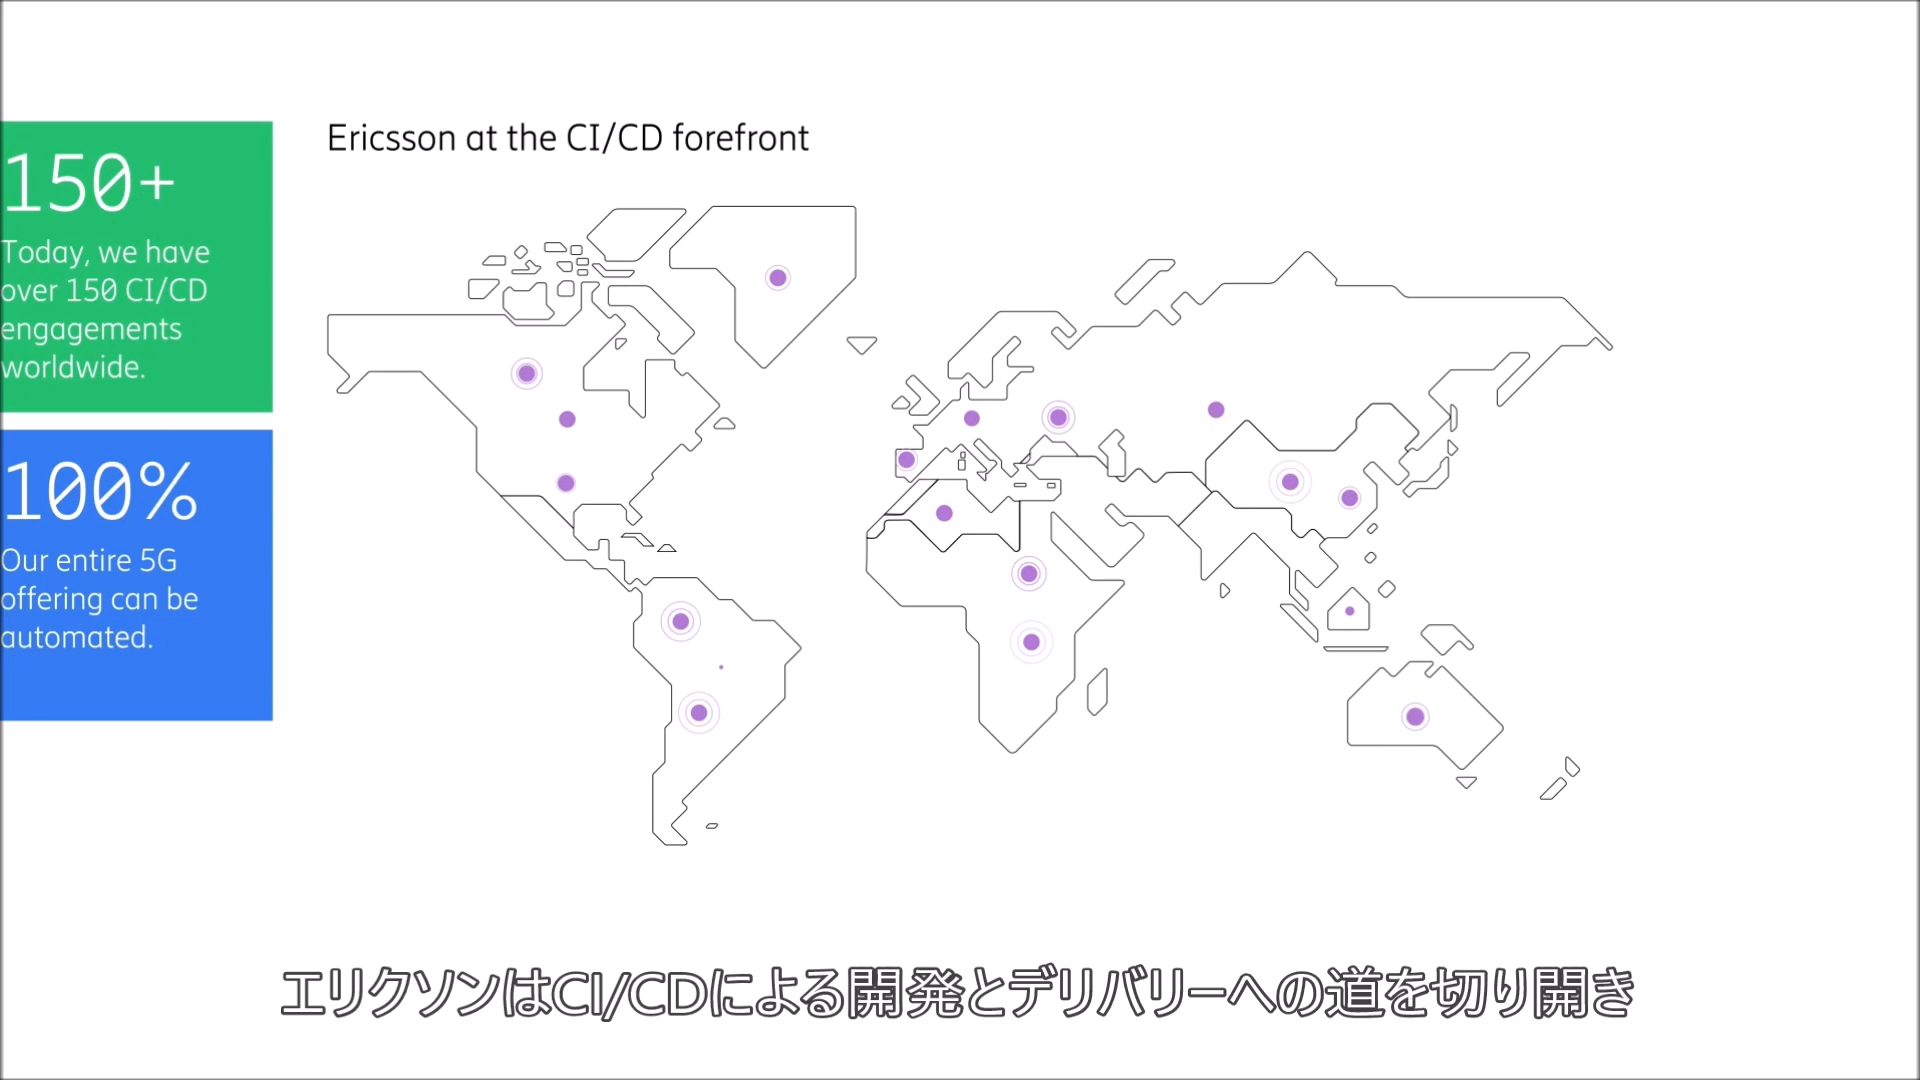 Ericsson at the CI/CD forefront
150+
Today, we have
over 150 CI/CD
engagements
worldwide.
100%
Our entire 5G
offering can be
automated.
エリクソンはCI/CDによる開発とデリバリーへの道を切り開き